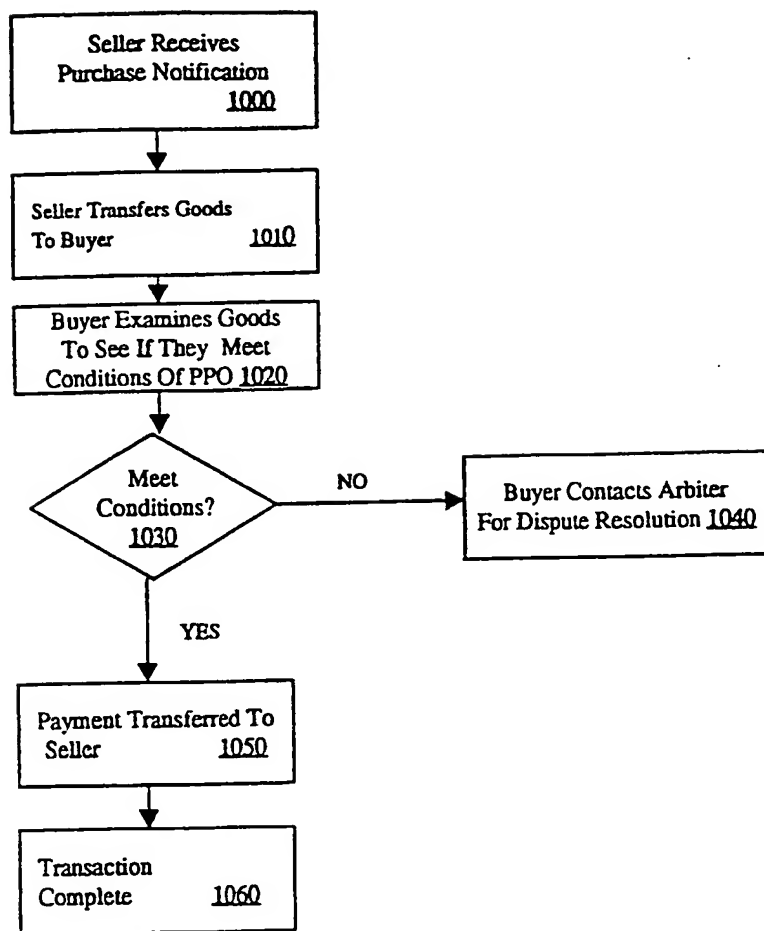 Seller Receives
Purchase Notification
1000
Seller Transfers Goods
To Buyer 1010
Buyer Examines Goods
To See If They Meet
Conditions Of PPO 1020
Meet
Conditions?
1030
NO
Buyer Contacts Arbiter
For Dispute Resolution 1040
YES
Payment Transferred To
Seller 1050
Transaction
Complete 1060